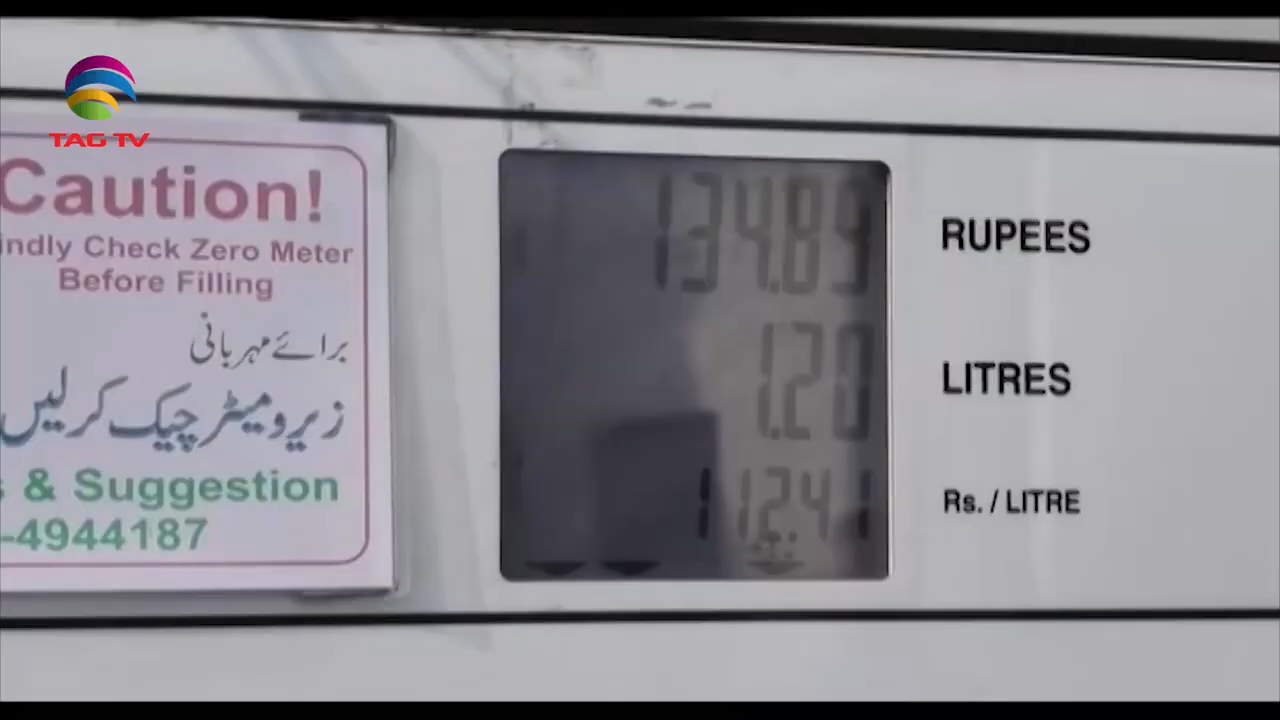 TAG TV
Caution!
indly Check Zero Meter
Before Filling
برائے مہربانی
زیرو میٹر چیک کرلیں
s & Suggestion
-4944187
134.89
RUPEES
1.20
LITRES
112.41
Rs. / LITRE